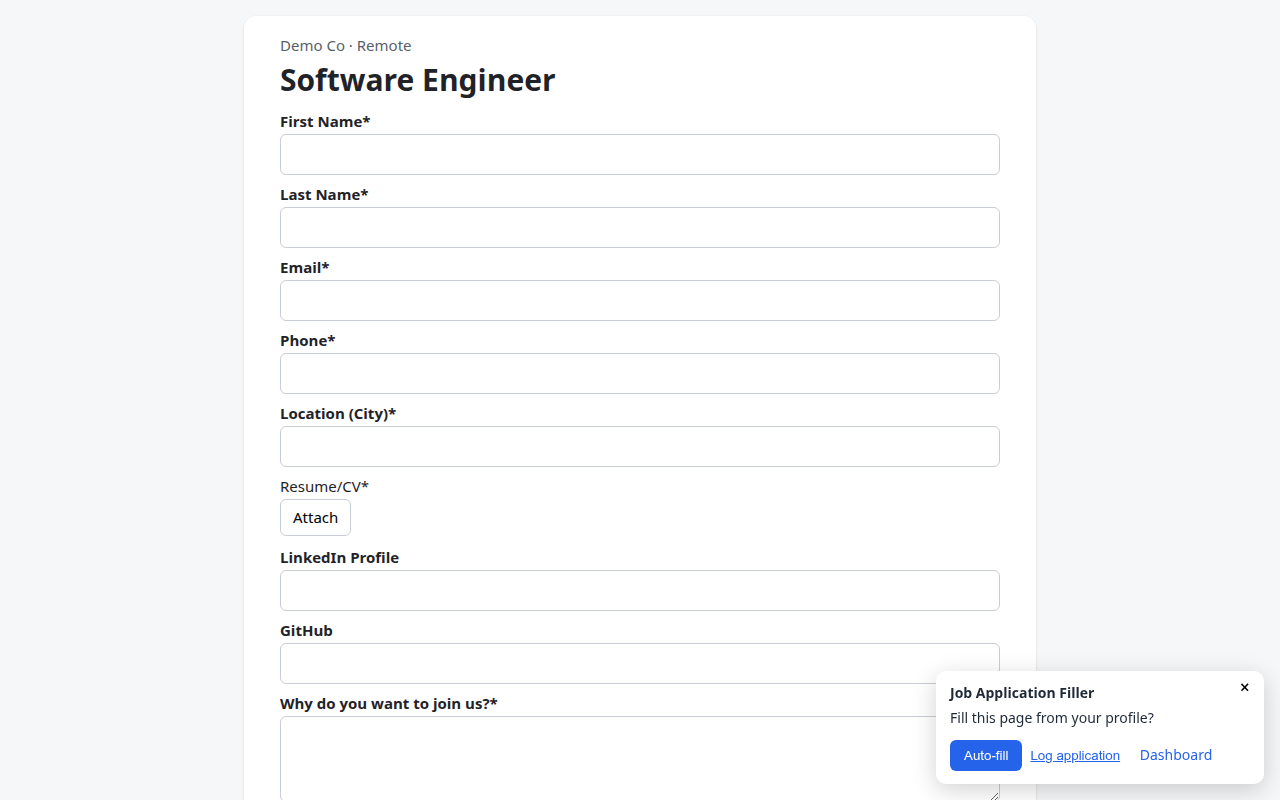 Demo Co · Remote
Software Engineer
First Name*
Last Name*
Email*
Phone*
Location (City)*
Resume/CV*
Attach
LinkedIn Profile
GitHub
Why do you want to join us?*
Job Application Filler
×
Fill this page from your profile?
Auto-fill Log application Dashboard